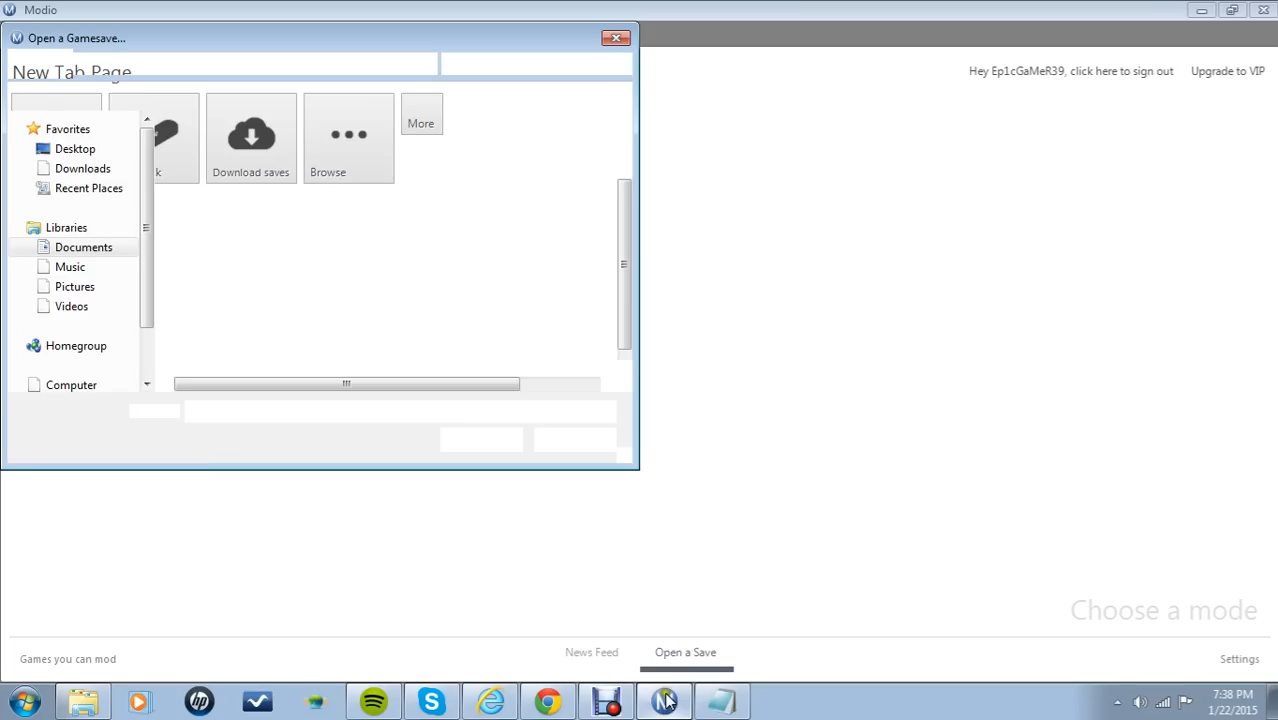 Modio
Open a Gamesave...
New Tab Page
Hey Ep1cGaMeR39, click here to sign out
Upgrade to VIP
k
Download saves
Browse
More
Favorites
Desktop
Downloads
Recent Places
Libraries
Documents
Music
Pictures
Videos
Homegroup
Computer
Choose a mode
Games you can mod
News Feed
Open a Save
Settings
7:38 PM
1/22/2015